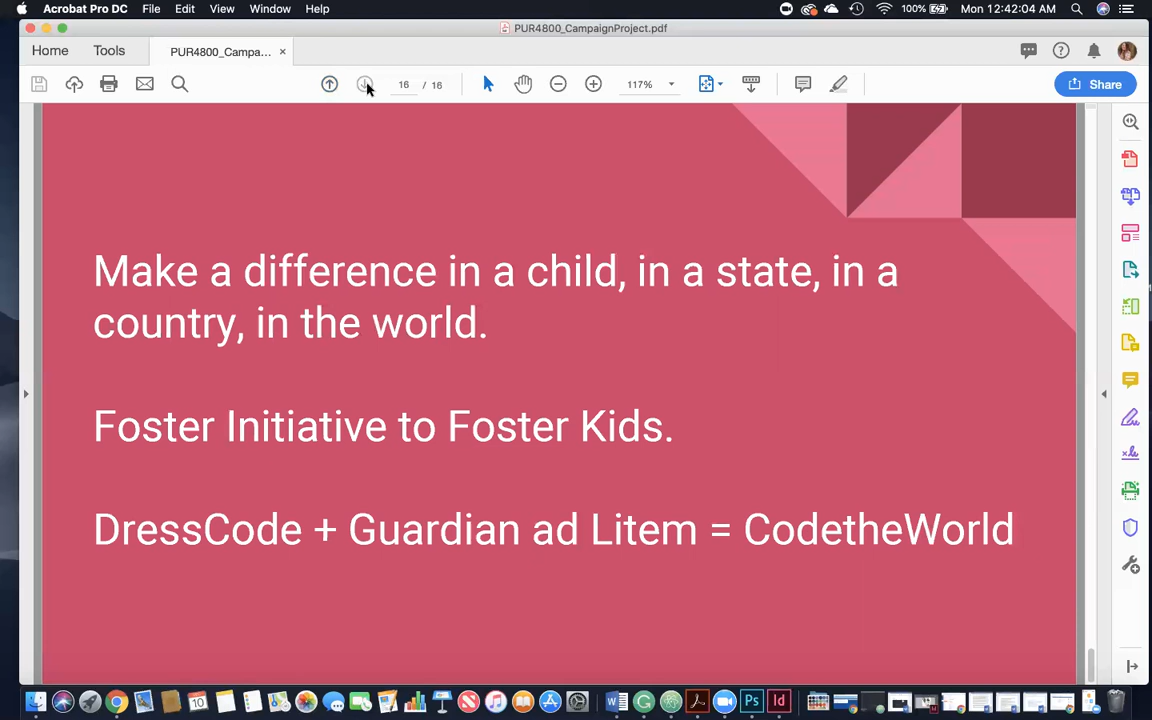 Acrobat Pro DC File Edit View Window Help 100% Mon 12:42:04 AM
PUR4800_CampaignProject.pdf
Home Tools PUR4800_Campa... ×
16 / 16 117% Share
Make a difference in a child, in a state, in a
country, in the world.
Foster Initiative to Foster Kids.
DressCode + Guardian ad Litem = CodetheWorld